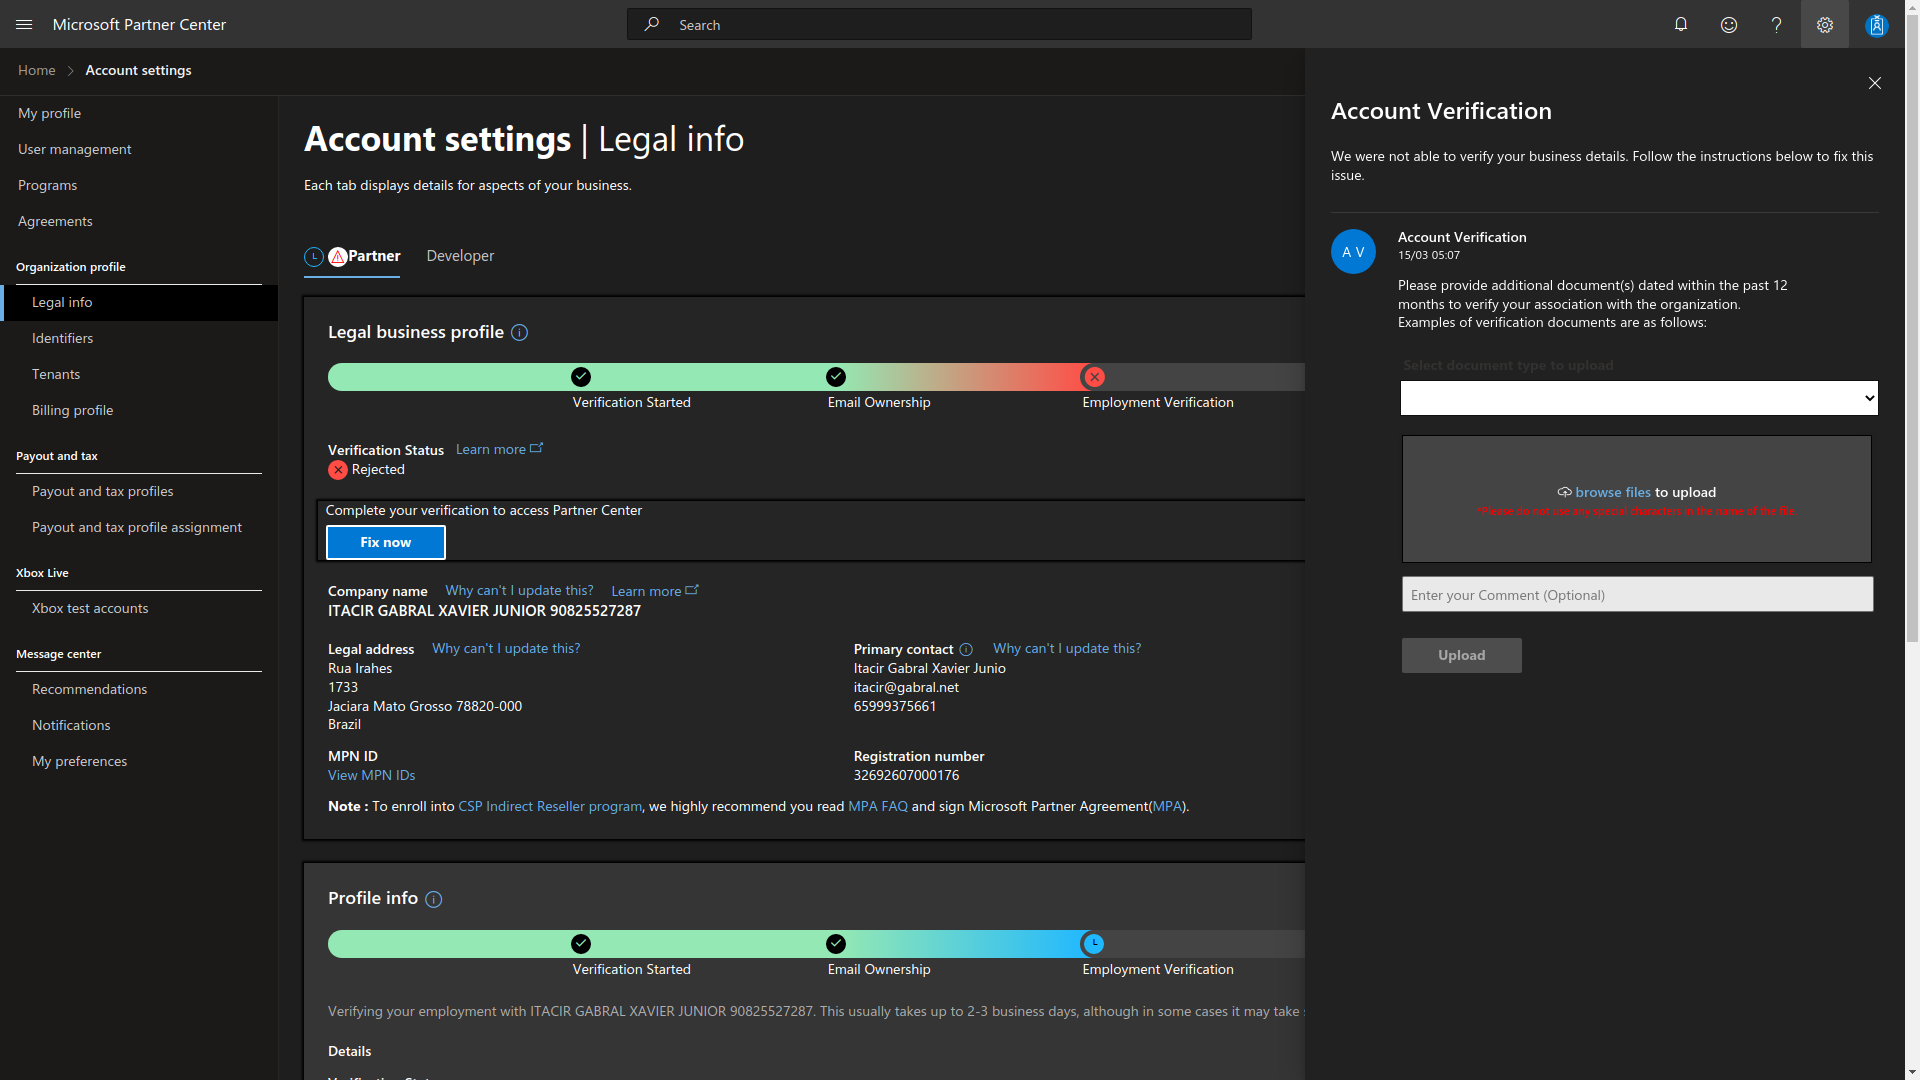 Microsoft Partner Center
Search
Home
Account settings
My profile
User management
Programs
Agreements
Organization profile
Legal info
Identifiers
Tenants
Billing profile
Payout and tax
Payout and tax profiles
Payout and tax profile assignment
Xbox Live
Xbox test accounts
Message center
Recommendations
Notifications
My preferences
Account settings | Legal info
Each tab displays details for aspects of your business.
Partner Developer
Legal business profile
Verification Started Email Ownership Employment Verification
Verification Status Learn more
Rejected
Complete your verification to access Partner Center
Fix now
Company name Why can't I update this? Learn more
ITACIR GABRAL XAVIER JUNIOR 90825527287
Legal address Why can't I update this?
Rua Irahes
1733
Jaciara Mato Grosso 78820-000
Brazil
Primary contact Why can't I update this?
Itacir Gabral Xavier Junio
itacir@gabral.net
65999375661
MPN ID
View MPN IDs
Registration number
32692607000176
Note : To enroll into CSP Indirect Reseller program, we highly recommend you read MPA FAQ and sign Microsoft Partner Agreement(MPA).
Profile info
Verification Started Email Ownership Employment Verification
Verifying your employment with ITACIR GABRAL XAVIER JUNIOR 90825527287. This usually takes up to 2-3 business days, although in some cases it may take
Details
Account Verification
We were not able to verify your business details. Follow the instructions below to fix this
issue.
A V
Account Verification
15/03 05:07
Please provide additional document(s) dated within the past 12
months to verify your association with the organization.
Examples of verification documents are as follows:
Select document type to upload
browse files to upload
*Please do not use any special characters in the name of the file.
Enter your Comment (Optional)
Upload